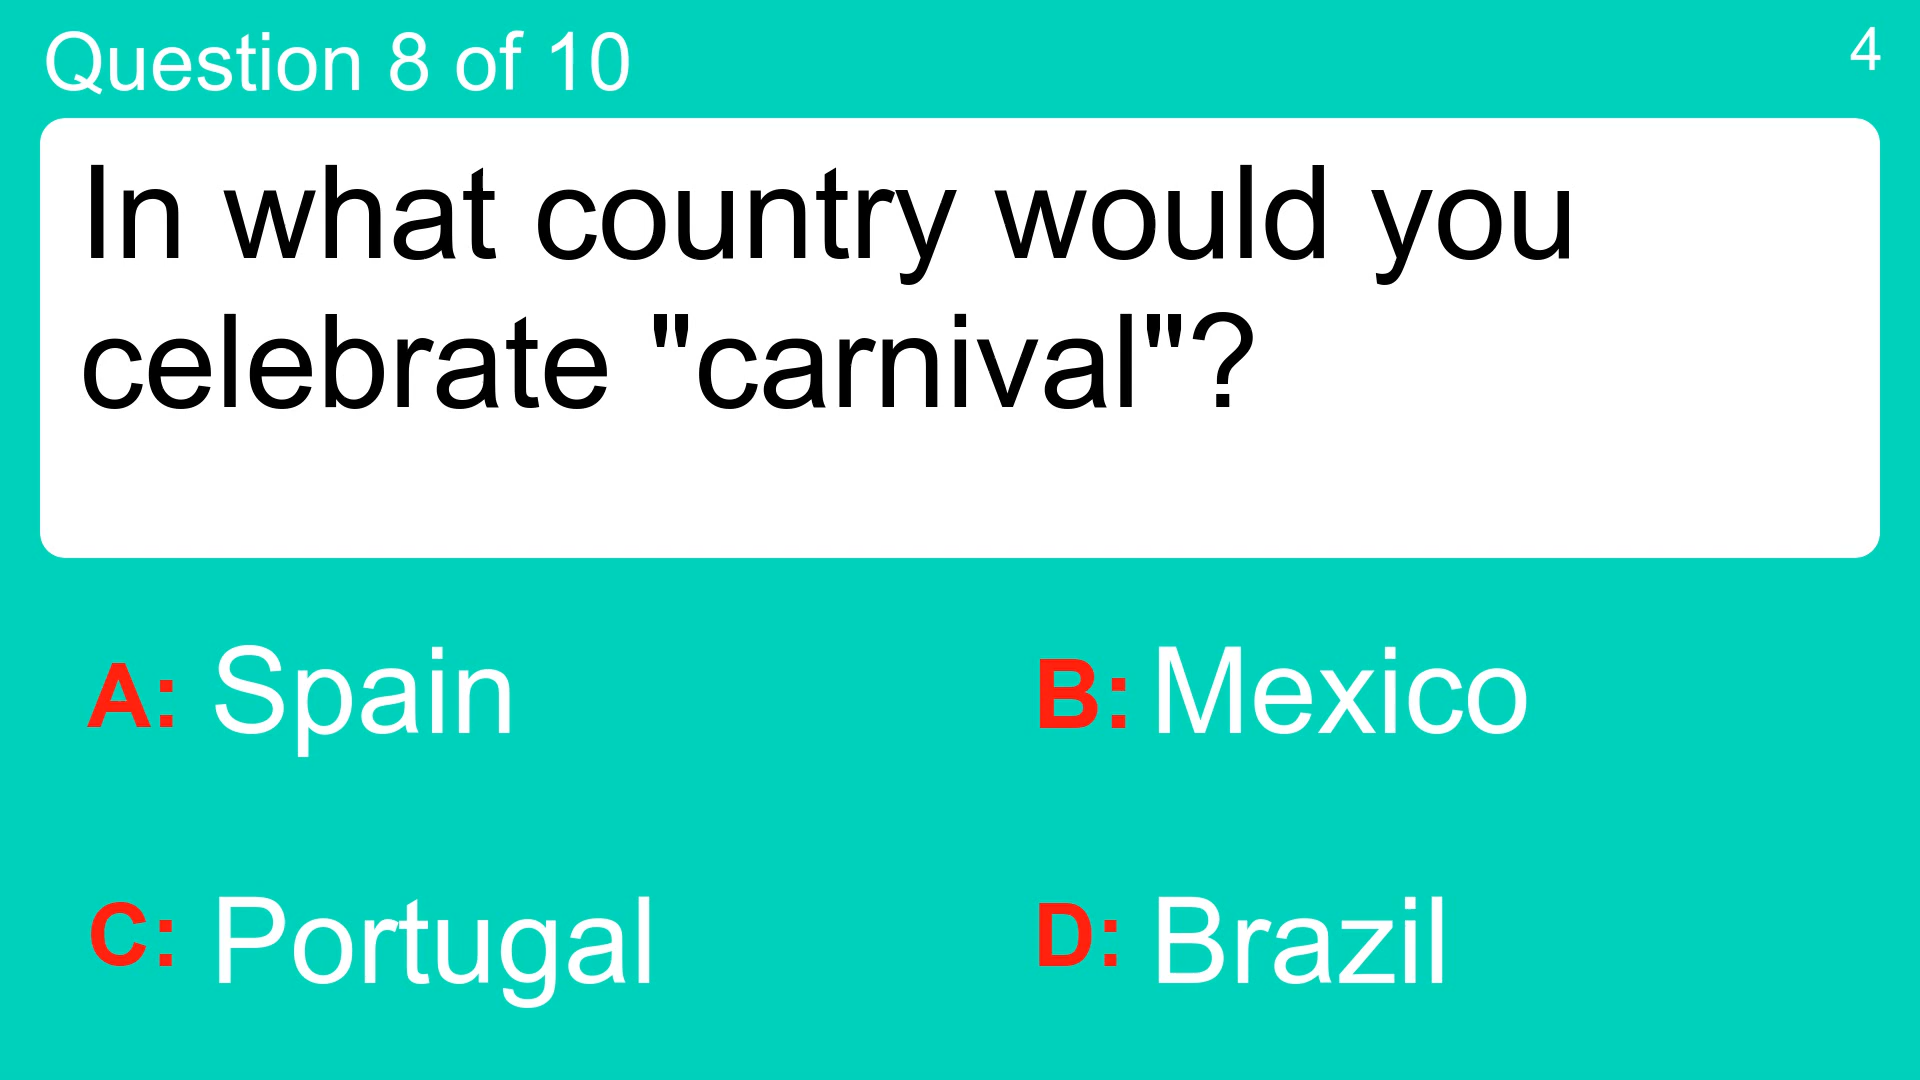 Question 8 of 10
4
In what country would you
celebrate "carnival"?
A: Spain
B: Mexico
C: Portugal
D: Brazil